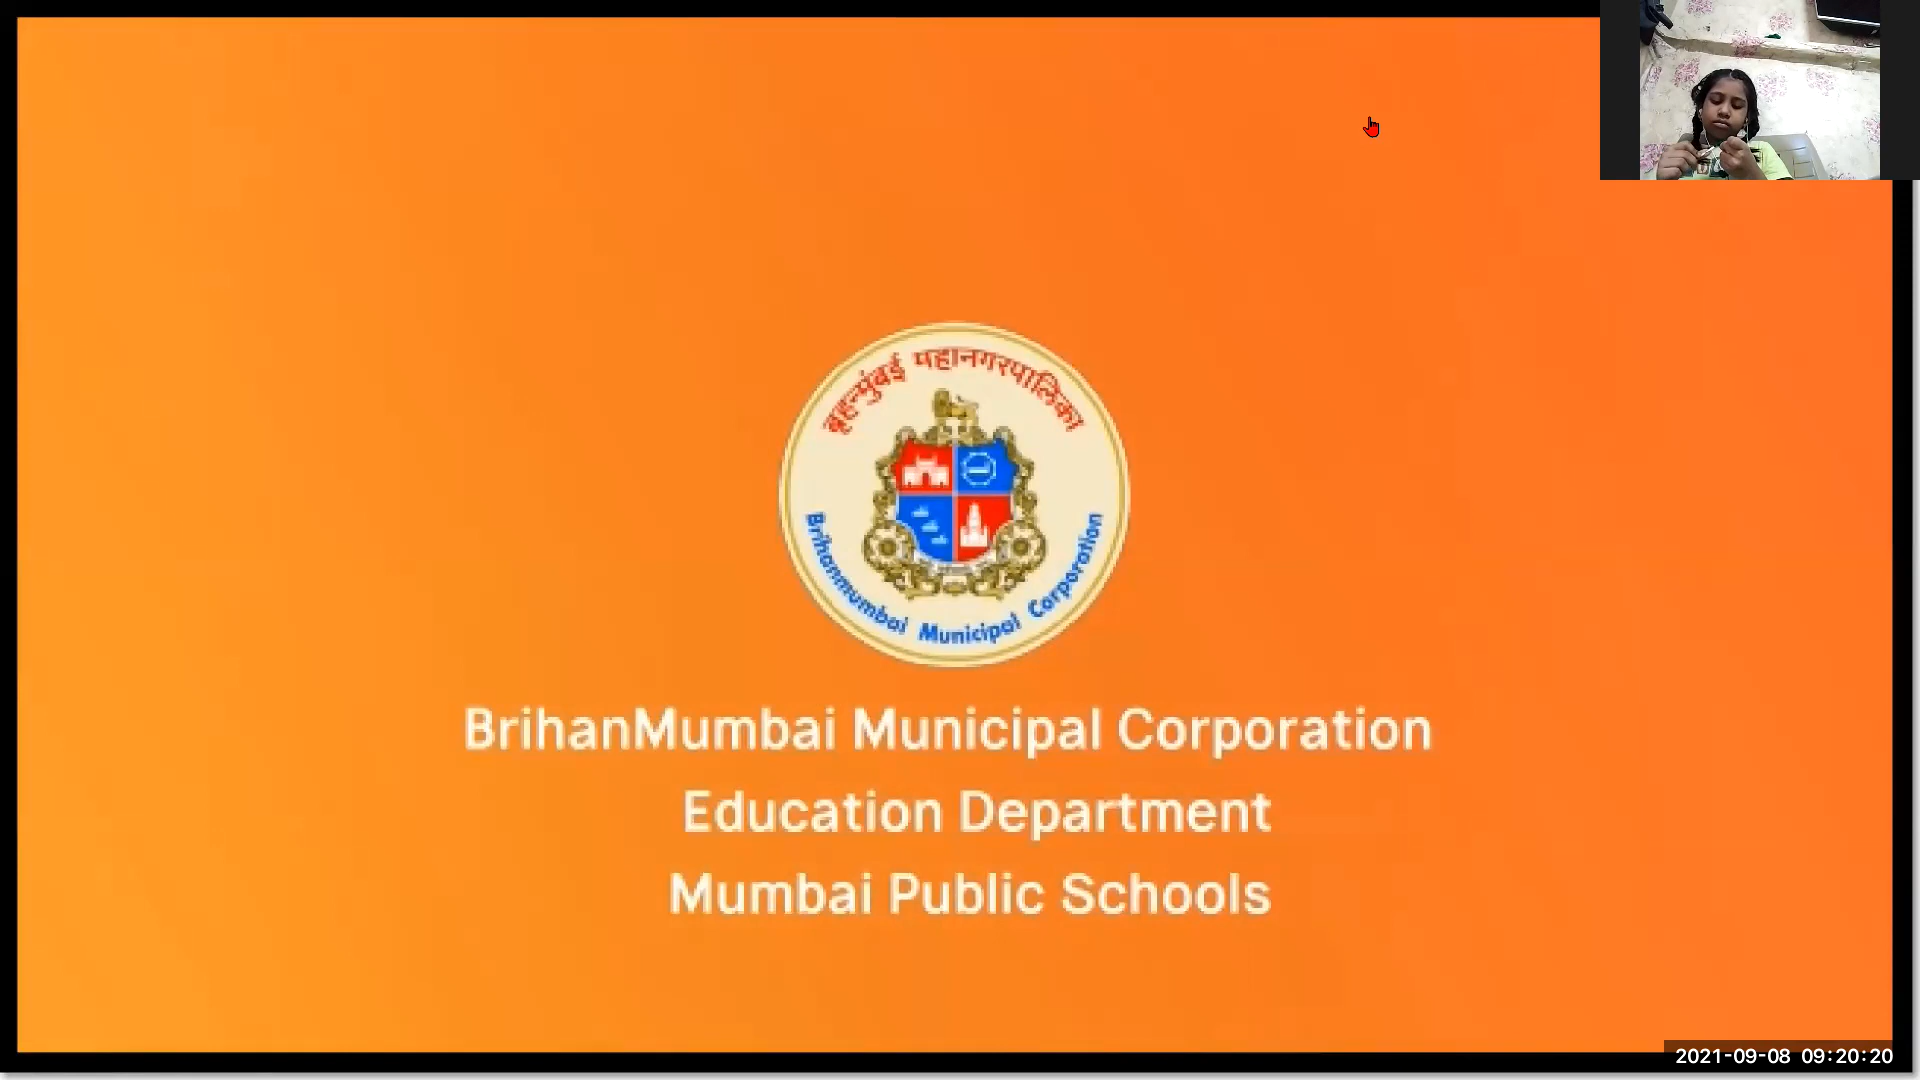 बृहन्मुंबई महानगरपालिका
Brihanmumbai Municipal Corporation
BrihanMumbai Municipal Corporation
Education Department
Mumbai Public Schools
2021-09-08 09:20:20